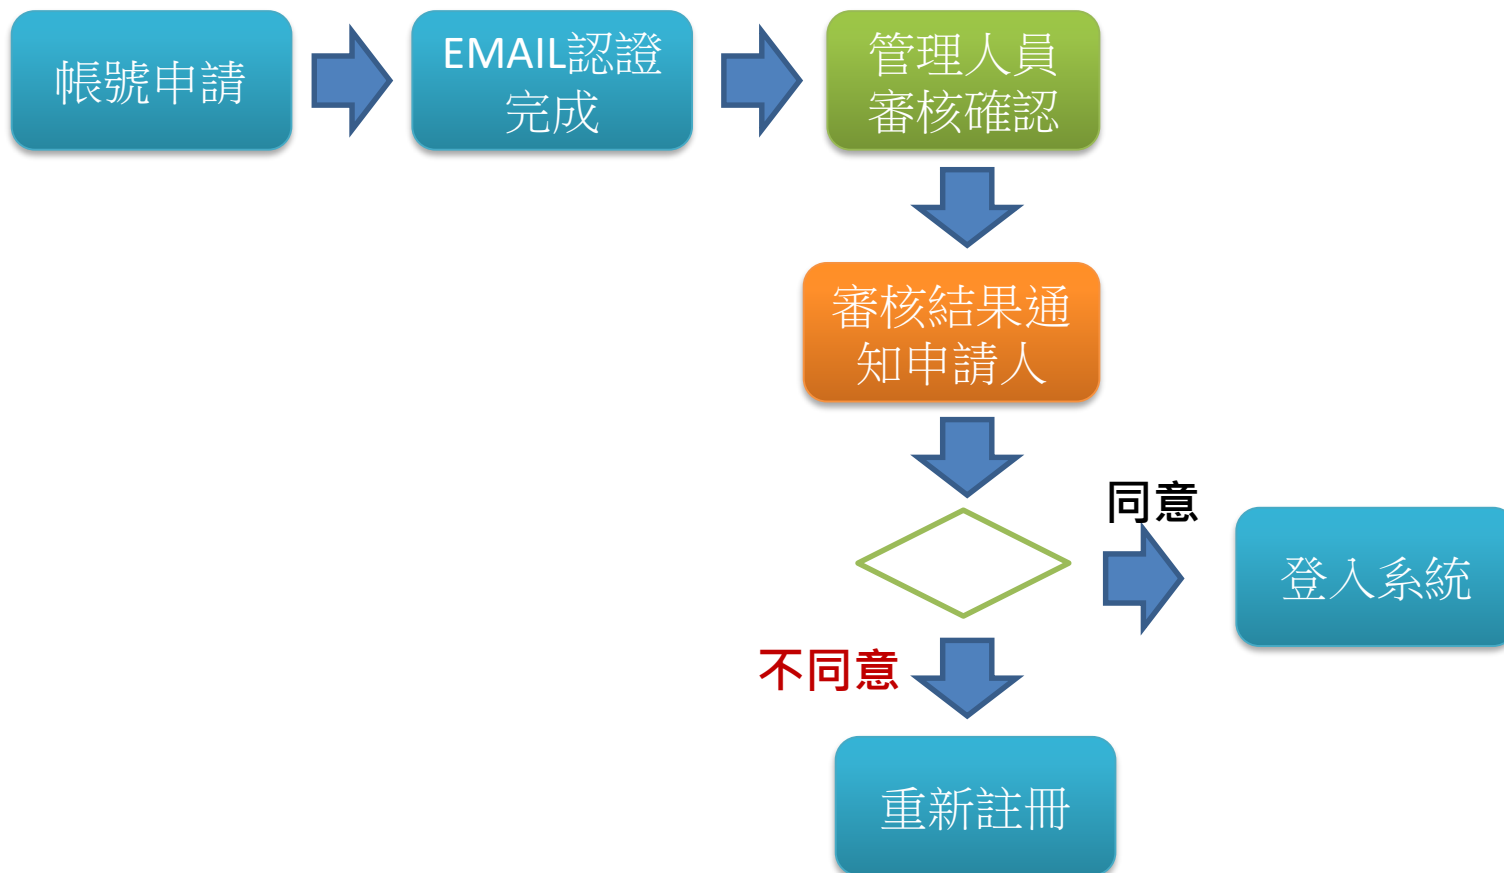 帳號申請
EMAIL認證
完成
管理人員
審核確認
審核結果通
知申請人
同意
登入系統
不同意
重新註冊